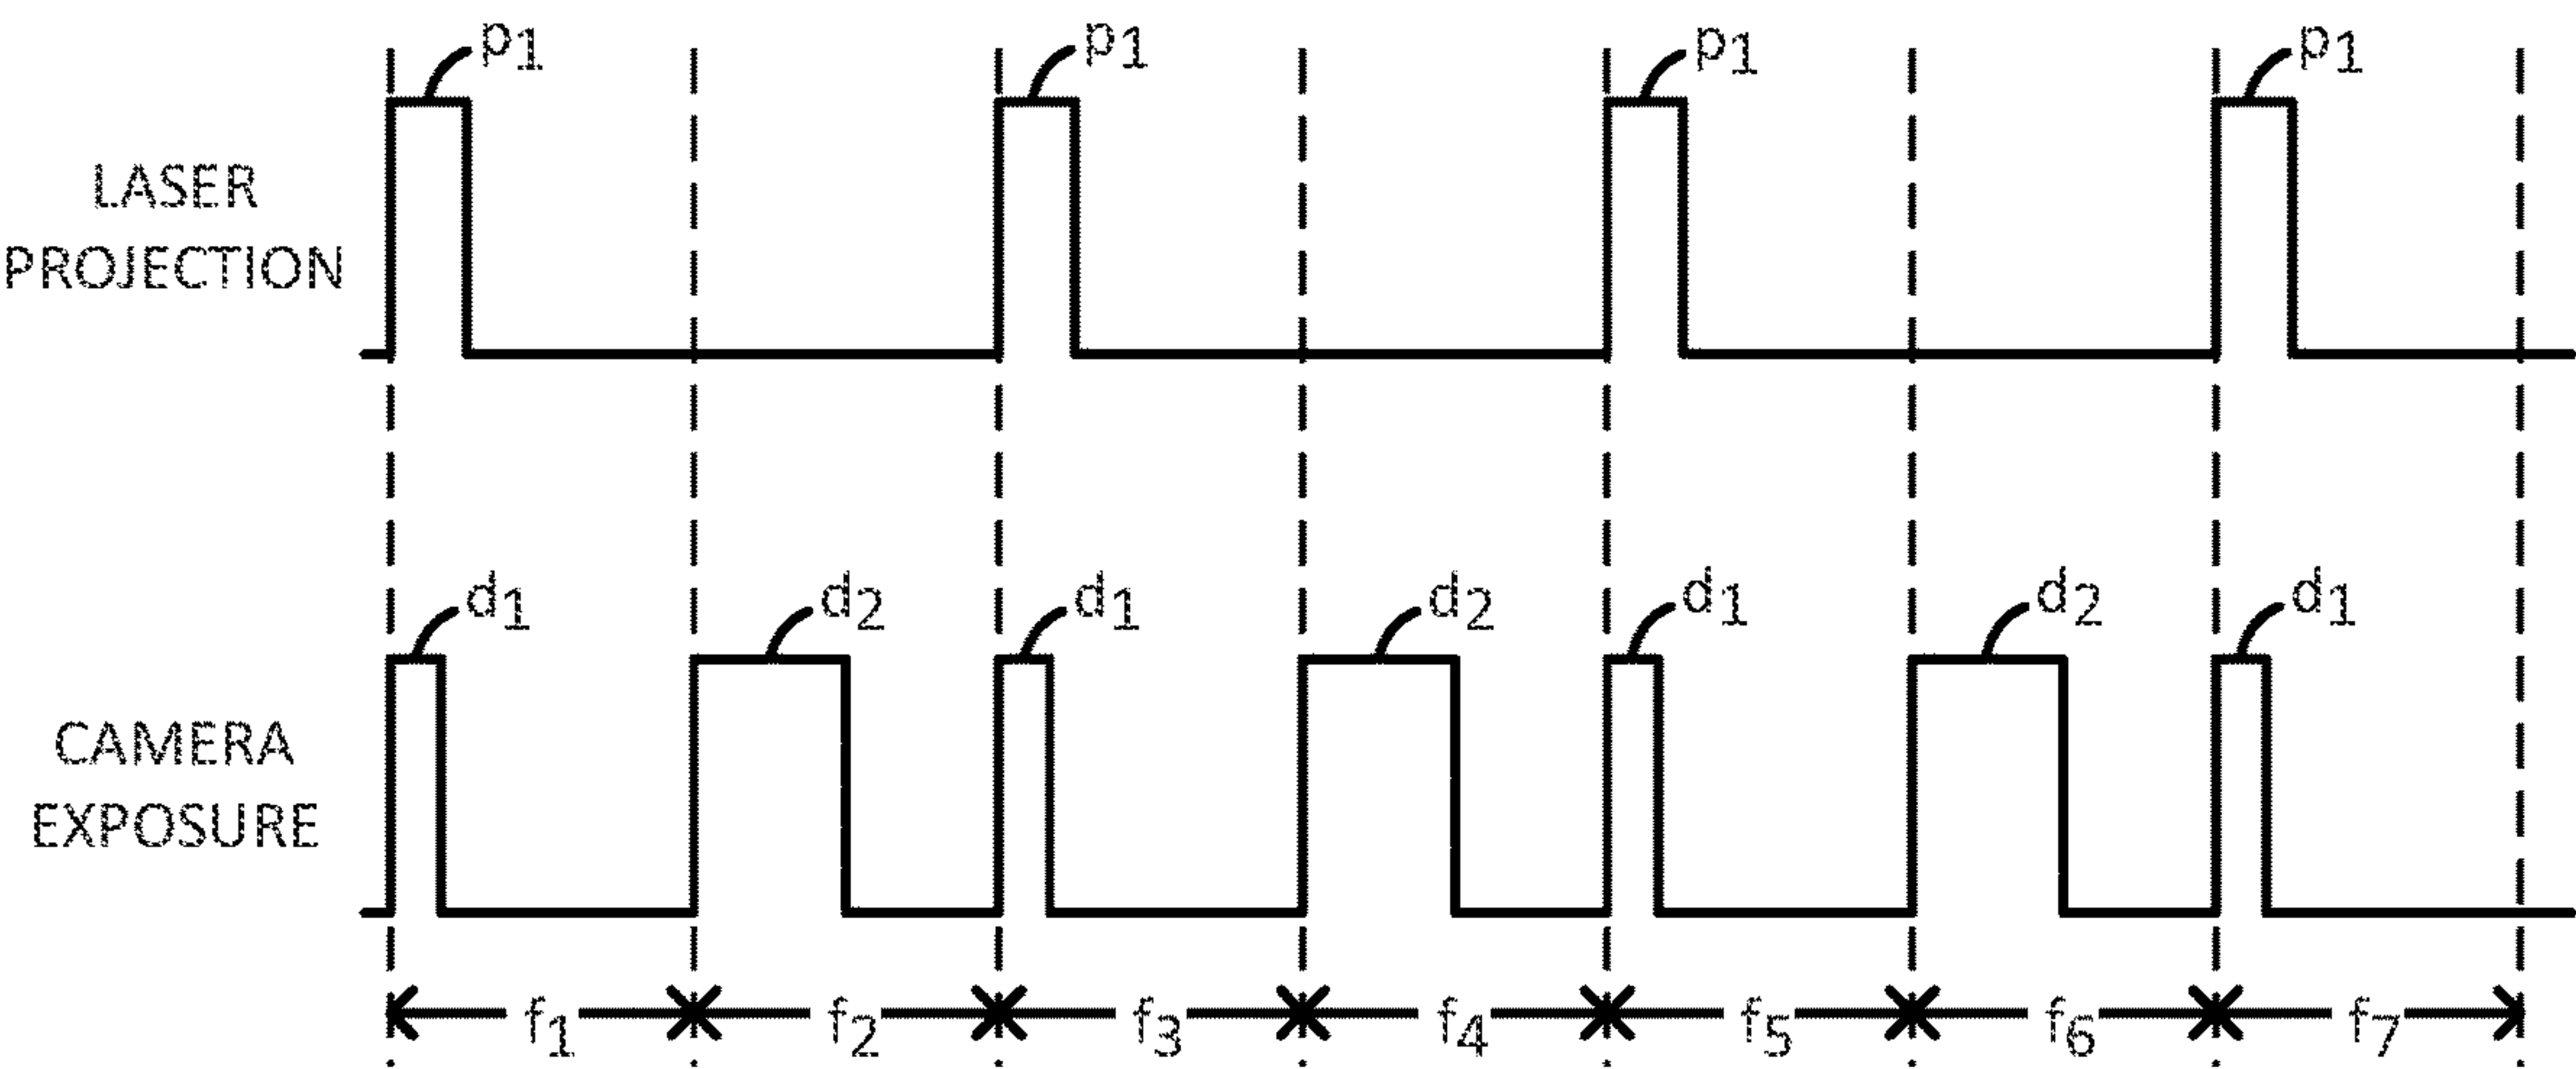 p1 p1 p1 p1
LASER
PROJECTION
d1 d2 d1 d2 d1 d2 d1
CAMERA
EXPOSURE
f1 f2 f3 f4 f5 f6 f7